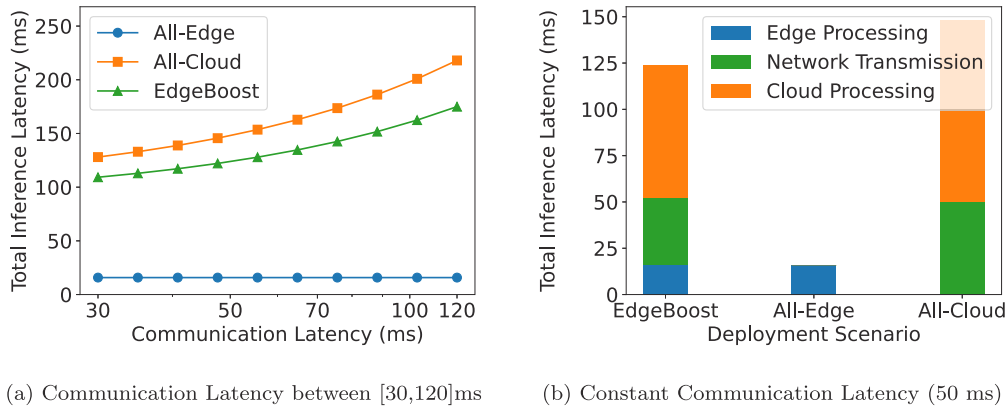 Total Inference Latency (ms)
250
200
150
100
50
0
All-Edge
All-Cloud
EdgeBoost
30
50
70
100
120
Communication Latency (ms)
(a) Communication Latency between [30,120]ms
Total Inference Latency (ms)
150
125
100
75
50
25
0
Edge Processing
Network Transmission
Cloud Processing
EdgeBoost
All-Edge
All-Cloud
Deployment Scenario
(b) Constant Communication Latency (50 ms)